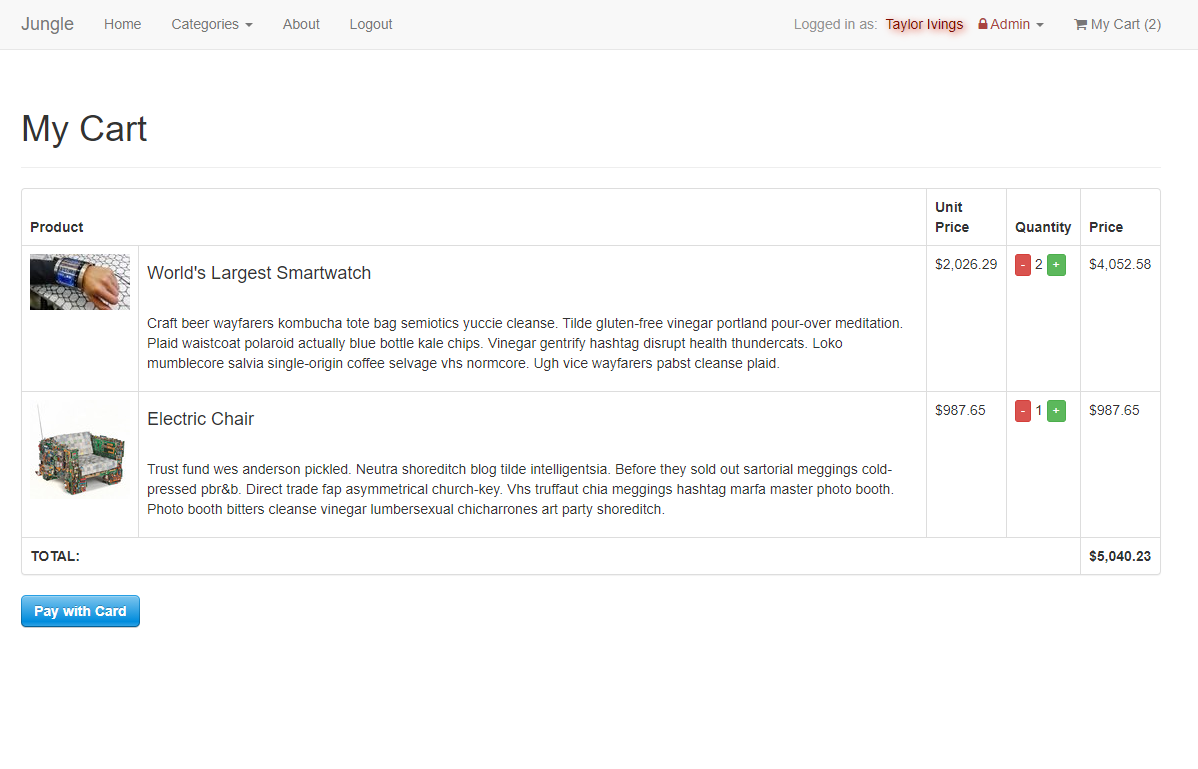 Jungle Home Categories About Logout Logged in as: Taylor Ivings Admin My Cart (2)
My Cart
Product Unit Price Quantity Price
World's Largest Smartwatch $2,026.29 - 2 + $4,052.58
Craft beer wayfarers kombucha tote bag semiotics yuccie cleanse. Tilde gluten-free vinegar portland pour-over meditation.
Plaid waistcoat polaroid actually blue bottle kale chips. Vinegar gentrify hashtag disrupt health thundercats. Loko
mumblecore salvia single-origin coffee selvage vhs normcore. Ugh vice wayfarers pabst cleanse plaid.
Electric Chair $987.65 - 1 + $987.65
Trust fund wes anderson pickled. Neutra shoreditch blog tilde intelligentsia. Before they sold out sartorial meggings cold-
pressed pbr&b. Direct trade fap asymmetrical church-key. Vhs truffaut chia meggings hashtag marfa master photo booth.
Photo booth bitters cleanse vinegar lumbersexual chicharrones art party shoreditch.
TOTAL: $5,040.23
Pay with Card